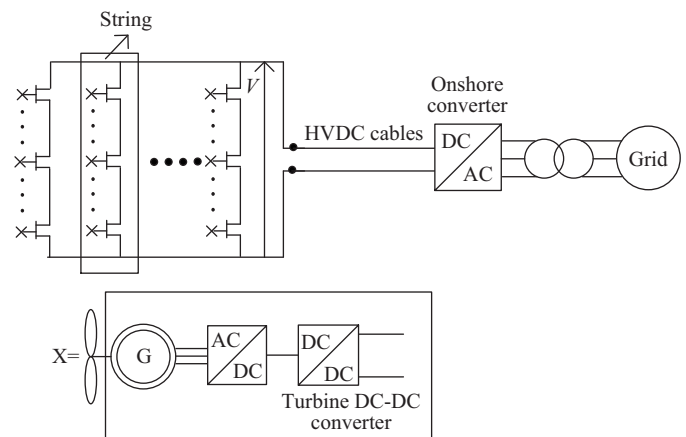 String
V
Onshore
converter
HVDC cables
DC
AC
Grid
X=
G
AC
DC
DC
DC
Turbine DC-DC
converter